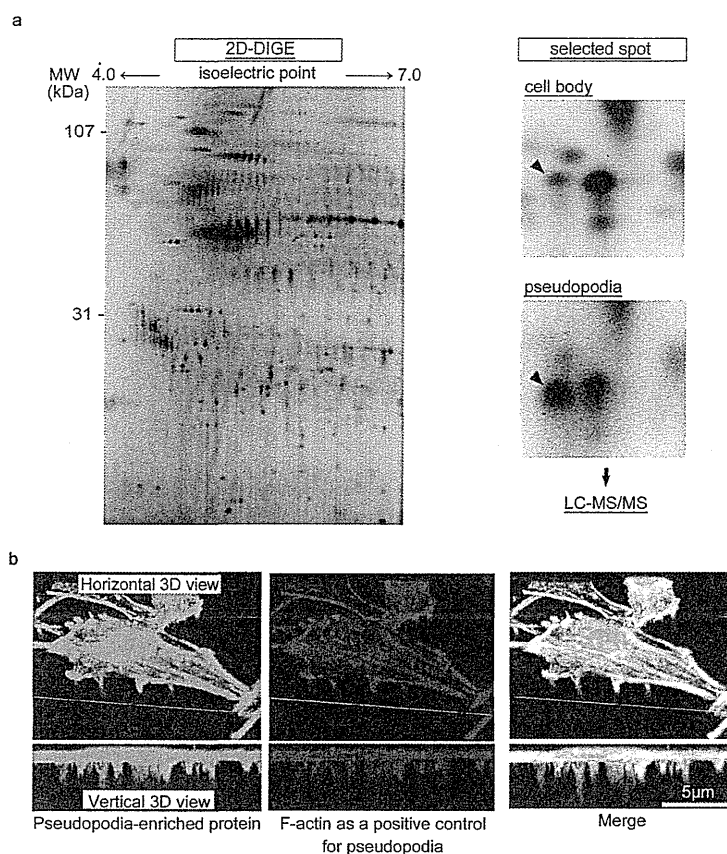 a
2D-DIGE
MW 4.0 ← isoelectric point → 7.0
(kDa)
107
31
selected spot
cell body
pseudopodia
LC-MS/MS
b
Horizontal 3D view
Vertical 3D view
5μm
Pseudopodia-enriched protein
F-actin as a positive control
for pseudopodia
Merge